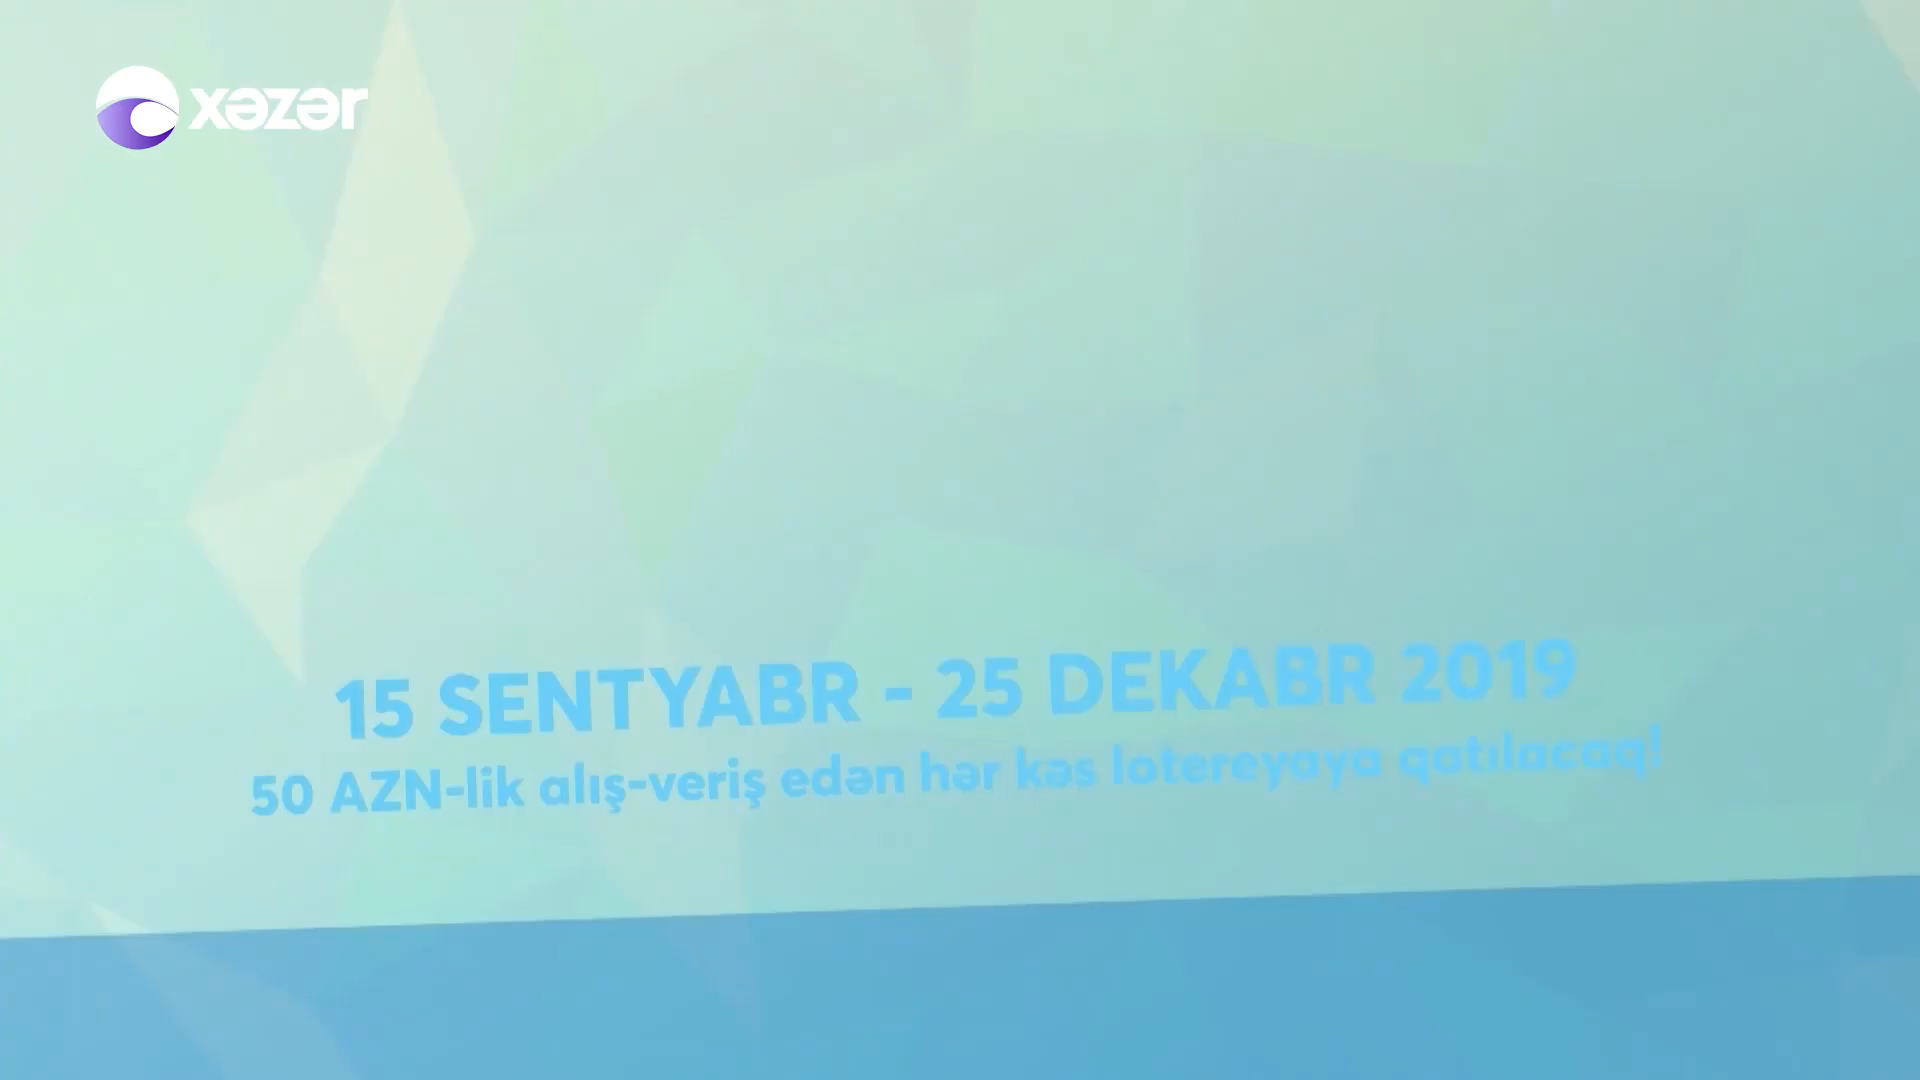 xəzər
15 SENTYABR - 25 DEKABR 2019
50 AZN-lik alış-veriş edən hər kəs lotereyaya qatılacaq!